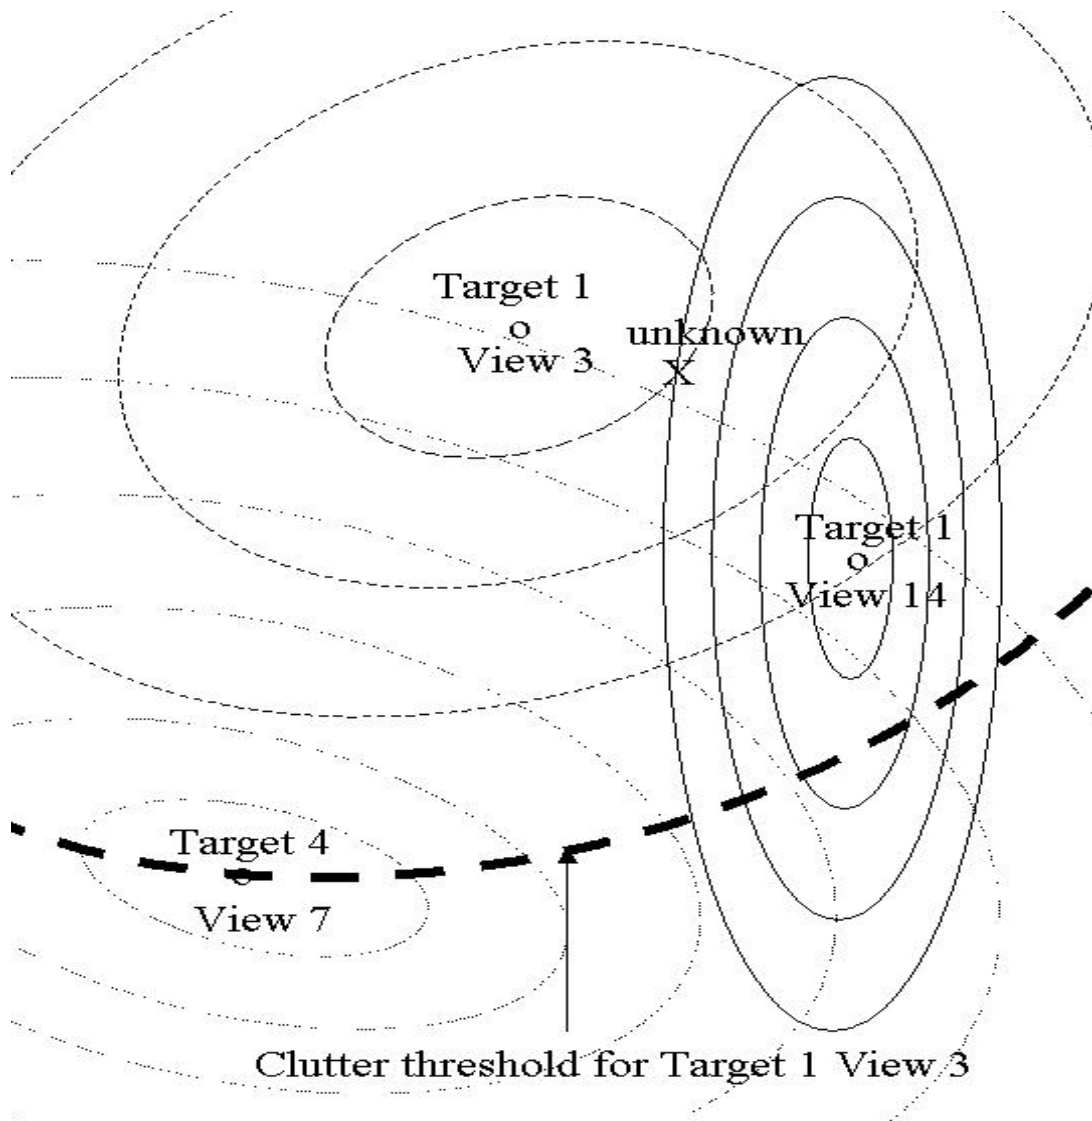 Target 1
o
View 3
unknown
X
Target 1
o
View 14
Target 4
o
View 7
Clutter threshold for Target 1 View 3